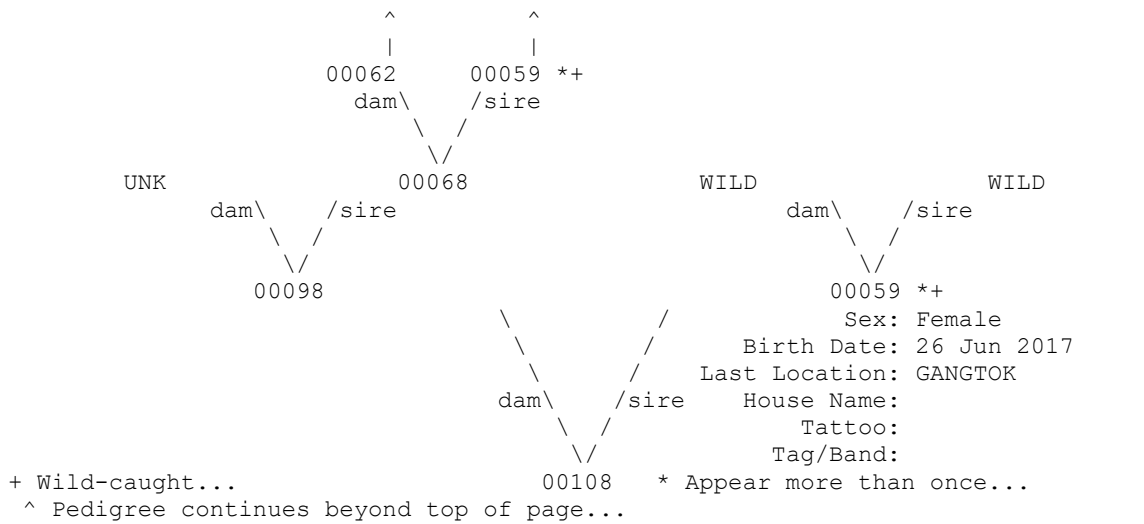 ^ ^
| |
00062 00059 *+
dam\ /sire
\ /
\/
UNK 00068 WILD WILD
dam\ /sire dam\ /sire
\ / \ /
\/ \/
00098 00059 *+
\ / Sex: Female
\ / Birth Date: 26 Jun 2017
\ / Last Location: GANGTOK
dam\ /sire House Name:
\ / Tattoo:
\/ Tag/Band:
+ Wild-caught... 00108 * Appear more than once...
^ Pedigree continues beyond top of page...